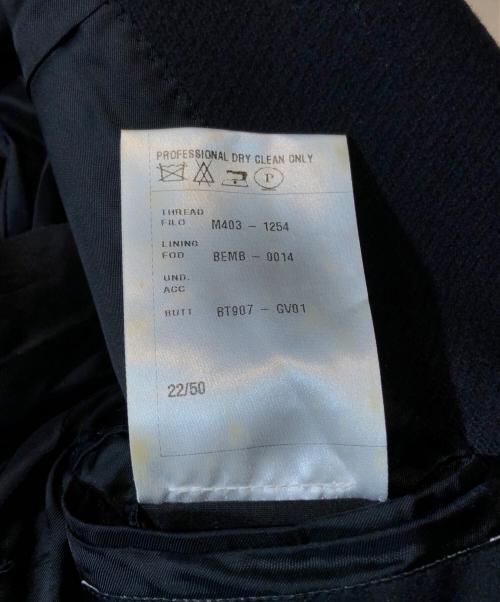 PROFESSIONAL DRY CLEAN ONLY
P
THREAD
FILO M403 - 1254
LINING
FOD BEMB - 0014
UND.
ACC
BUTT BT907 - GV01
22/50